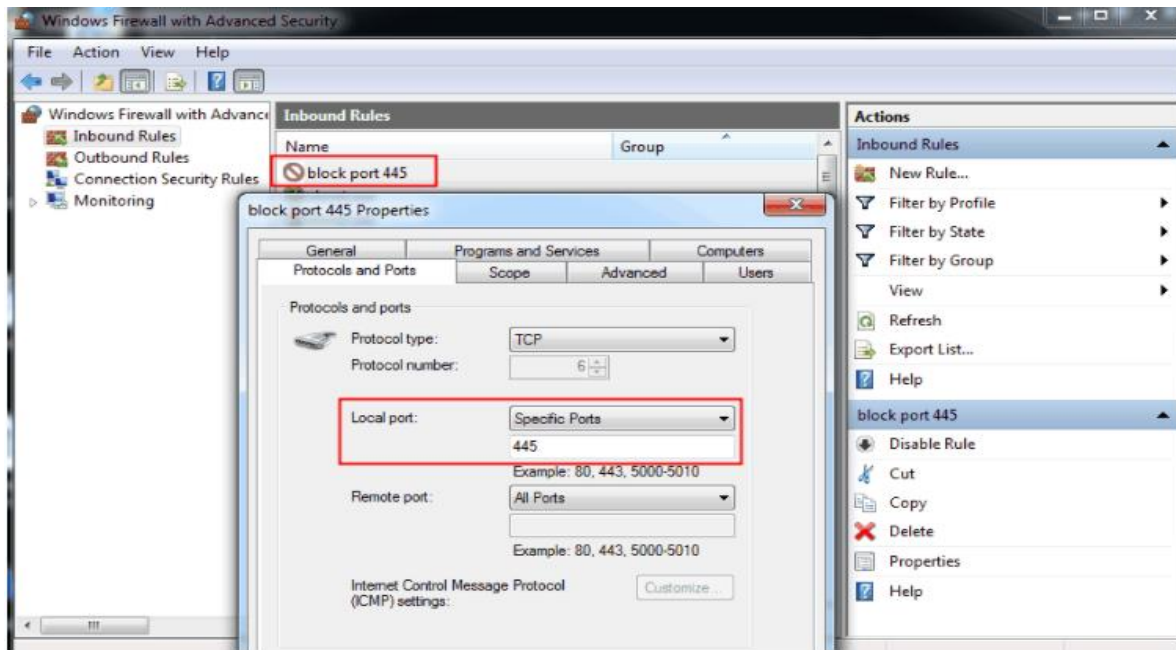 Windows Firewall with Advanced Security
File Action View Help
Windows Firewall with Advance
Inbound Rules
Outbound Rules
Connection Security Rules
Monitoring
Inbound Rules
Name Group
block port 445
block port 445 Properties
General Programs and Services Computers
Protocols and Ports Scope Advanced Users
Protocols and ports
Protocol type: TCP
Protocol number: 6
Local port: Specific Ports
445
Example: 80, 443, 5000-5010
Remote port: All Ports
Example: 80, 443, 5000-5010
Internet Control Message Protocol
(ICMP) settings: Customize...
Actions
Inbound Rules
New Rule...
Filter by Profile
Filter by State
Filter by Group
View
Refresh
Export List...
Help
block port 445
Disable Rule
Cut
Copy
Delete
Properties
Help